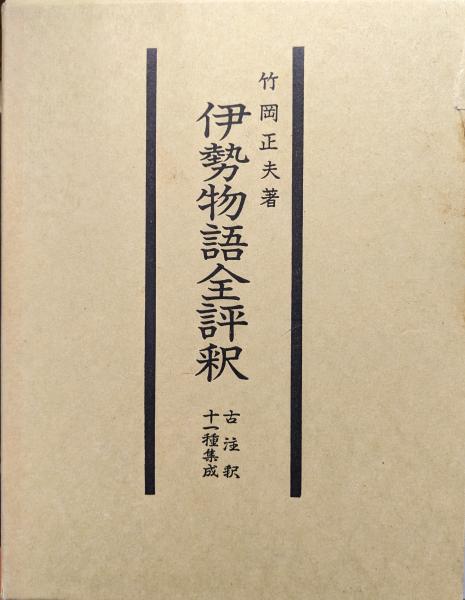 竹岡正夫著
伊勢物語全評釈
古注釈
十一種集成